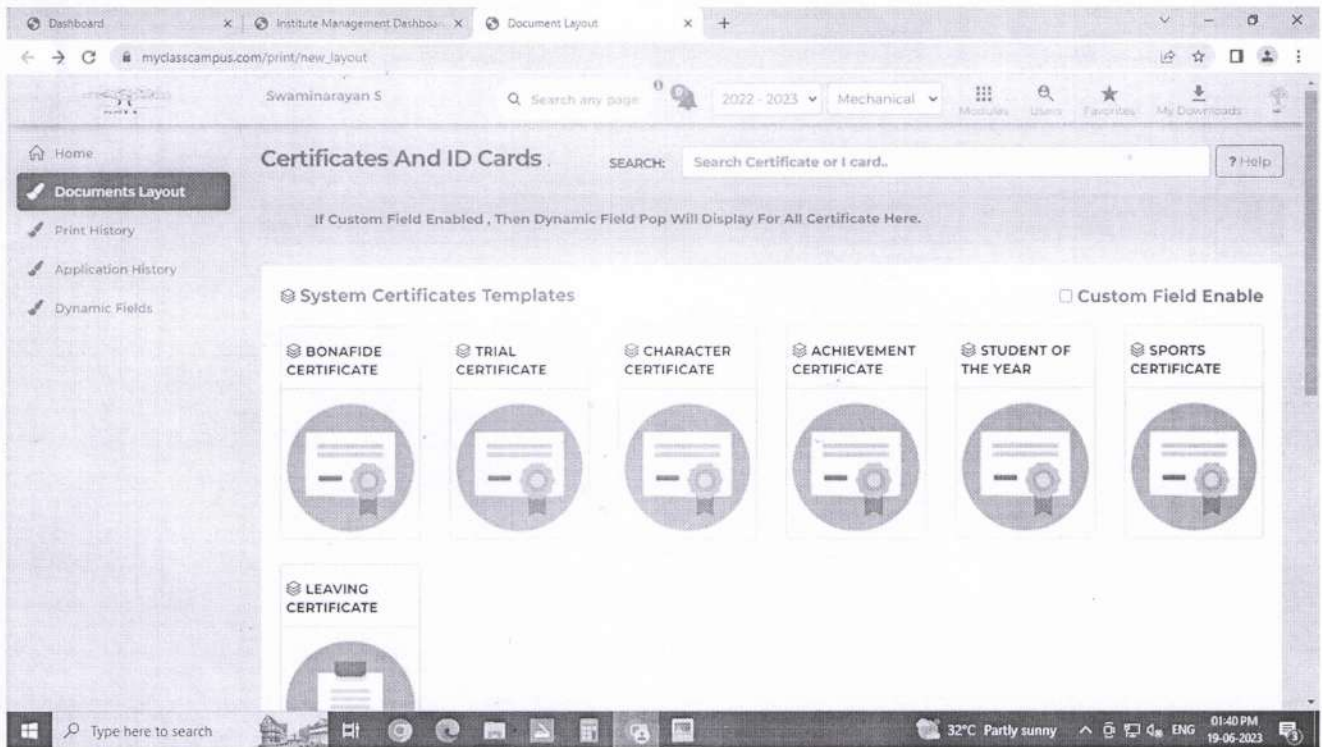 Dashboard
Institute Management Dashboa
Document Layout
myclasscampus.com/print/new_layout
Swaminarayan S
Search any page
0
2022 - 2023
Mechanical
Modules
Users
Favorites
My Downloads
Home
Documents Layout
Print History
Application History
Dynamic Fields
Certificates And ID Cards
SEARCH:
Search Certificate or I card..
? Help
If Custom Field Enabled , Then Dynamic Field Pop Will Display For All Certificate Here.
System Certificates Templates
Custom Field Enable
BONAFIDE
CERTIFICATE
TRIAL
CERTIFICATE
CHARACTER
CERTIFICATE
ACHIEVEMENT
CERTIFICATE
STUDENT OF
THE YEAR
SPORTS
CERTIFICATE
LEAVING
CERTIFICATE
Type here to search
32°C Partly sunny
ENG
01:40 PM
19-06-2023
3